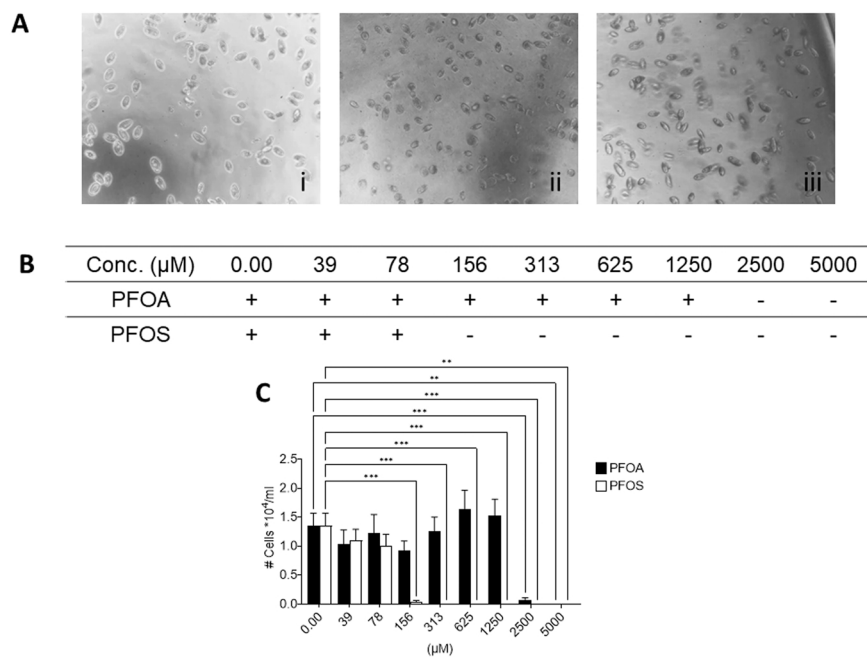 A
i
ii
iii
B
Conc. (µM) 0.00 39 78 156 313 625 1250 2500 5000
PFOA + + + + + + + - -
PFOS + + + - - - - - -
C
**
**
***
***
***
***
***
***
PFOA
PFOS
# Cells *10⁴/ml
2.5
2.0
1.5
1.0
0.5
0.0
0.00 39 78 156 313 625 1250 2500 5000
(µM)